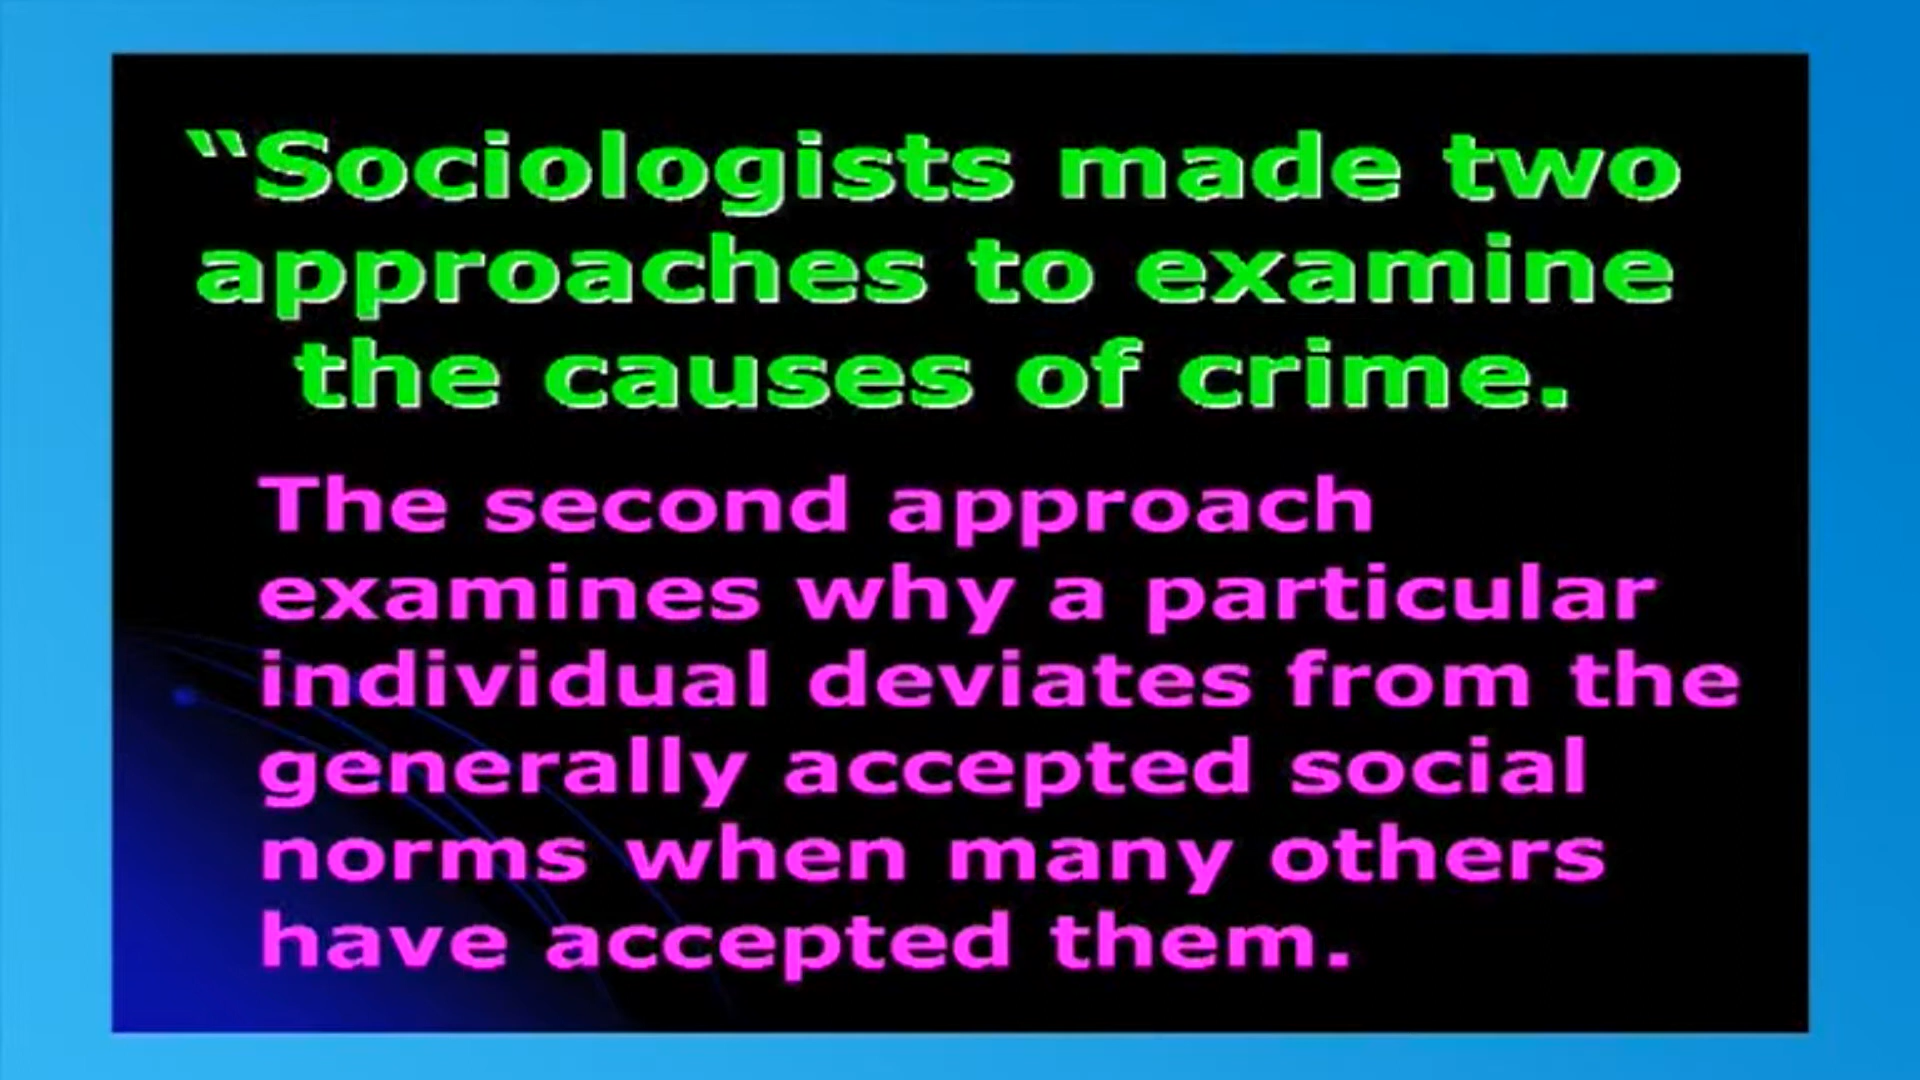 “Sociologists made two
approaches to examine
the causes of crime.
The second approach
examines why a particular
individual deviates from the
generally accepted social
norms when many others
have accepted them.